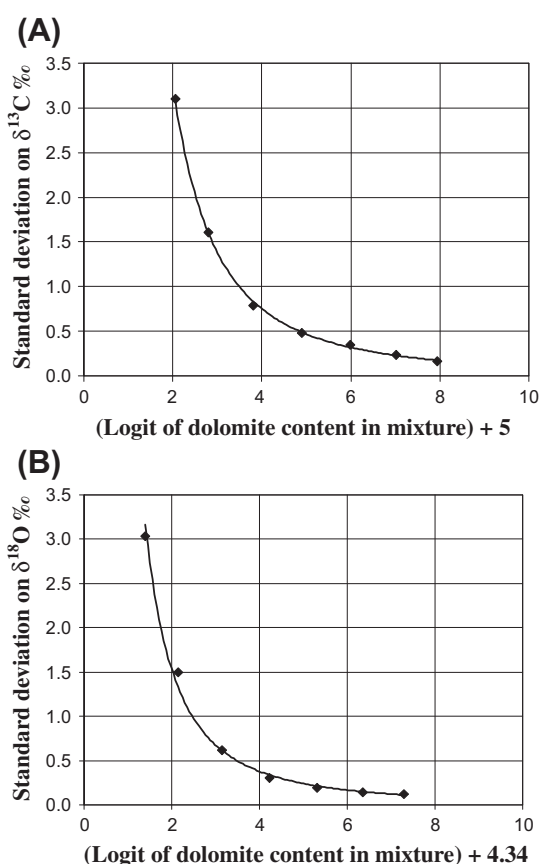 (A)
Standard deviation on δ¹³C ‰
3.5
3.0
2.5
2.0
1.5
1.0
0.5
0.0
0 2 4 6 8 10
(Logit of dolomite content in mixture) + 5
(B)
Standard deviation on δ¹⁸O ‰
3.5
3.0
2.5
2.0
1.5
1.0
0.5
0.0
0 2 4 6 8 10
(Logit of dolomite content in mixture) + 4.34